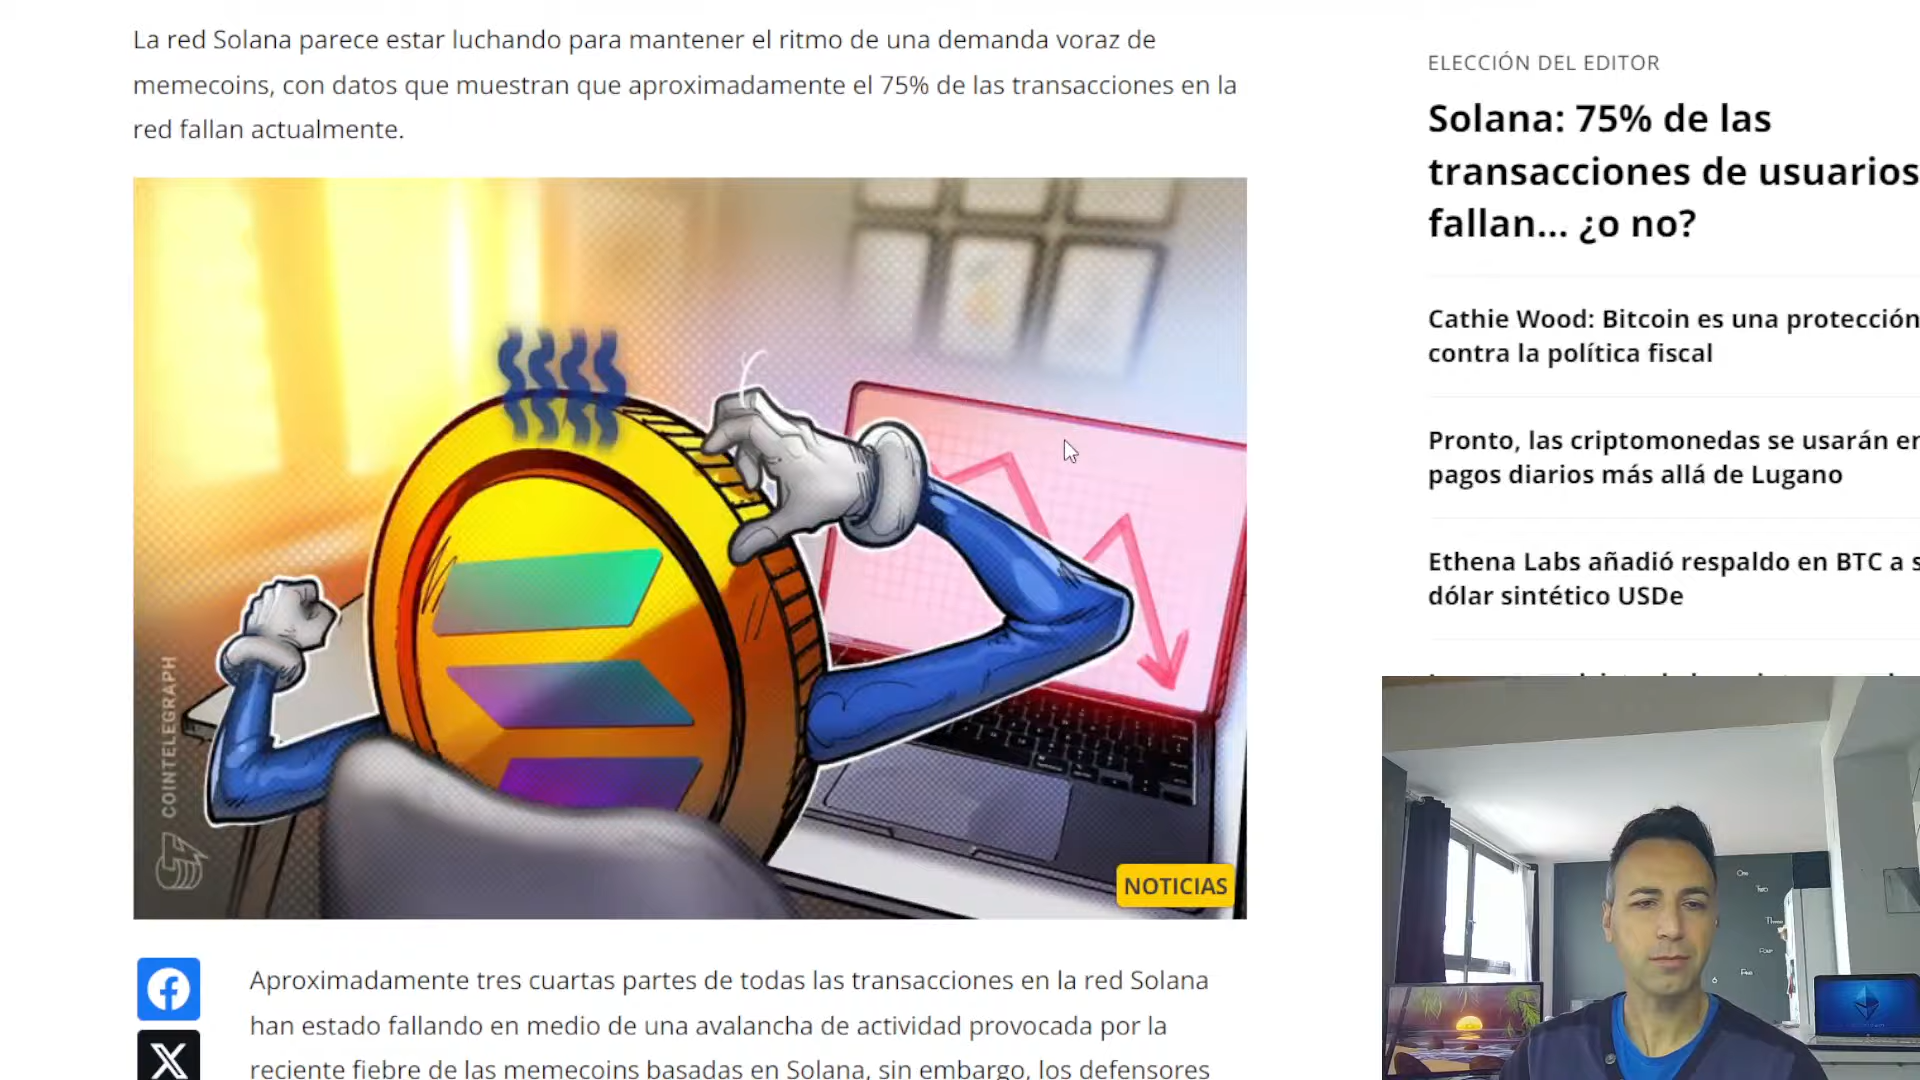 La red Solana parece estar luchando para mantener el ritmo de una demanda voraz de
memecoins, con datos que muestran que aproximadamente el 75% de las transacciones en la
red fallan actualmente.
COINTELEGRAPH
NOTICIAS
Aproximadamente tres cuartas partes de todas las transacciones en la red Solana
han estado fallando en medio de una avalancha de actividad provocada por la
reciente fiebre de las memecoins basadas en Solana, sin embargo, los defensores
ELECCIÓN DEL EDITOR
Solana: 75% de las
transacciones de usuarios
fallan... ¿o no?
Cathie Wood: Bitcoin es una protección
contra la política fiscal
Pronto, las criptomonedas se usarán en
pagos diarios más allá de Lugano
Ethena Labs añadió respaldo en BTC a s
dólar sintético USDe